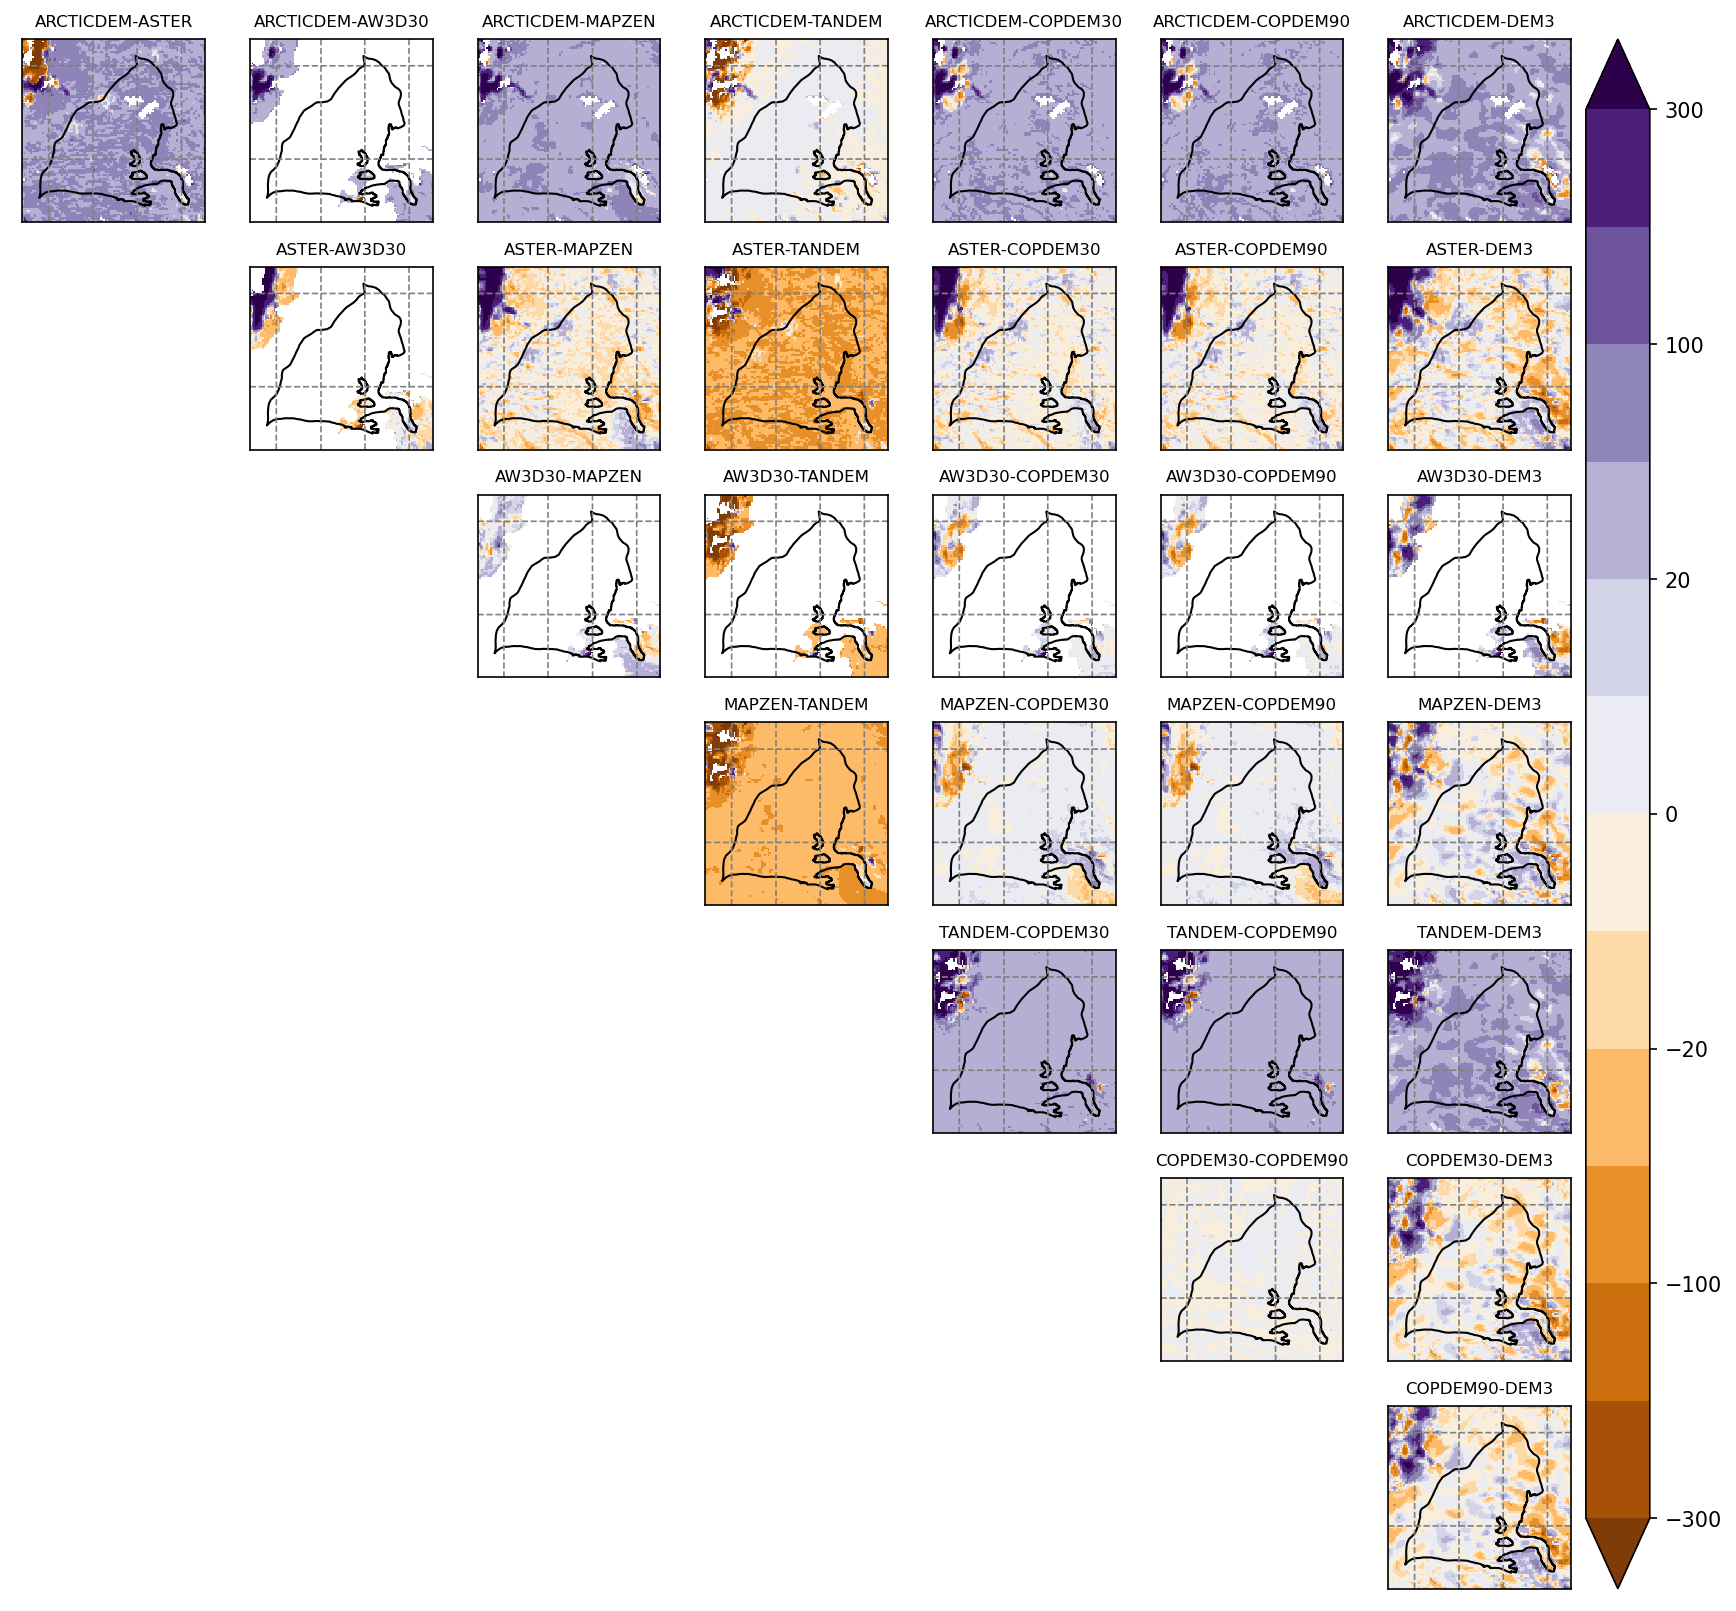 ARCTICDEM-ASTER ARCTICDEM-AW3D30 ARCTICDEM-MAPZEN ARCTICDEM-TANDEM ARCTICDEM-COPDEM30 ARCTICDEM-COPDEM90 ARCTICDEM-DEM3
ASTER-AW3D30 ASTER-MAPZEN ASTER-TANDEM ASTER-COPDEM30 ASTER-COPDEM90 ASTER-DEM3
AW3D30-MAPZEN AW3D30-TANDEM AW3D30-COPDEM30 AW3D30-COPDEM90 AW3D30-DEM3
MAPZEN-TANDEM MAPZEN-COPDEM30 MAPZEN-COPDEM90 MAPZEN-DEM3
TANDEM-COPDEM30 TANDEM-COPDEM90 TANDEM-DEM3
COPDEM30-COPDEM90 COPDEM30-DEM3
COPDEM90-DEM3
300
100
20
0
−20
−100
−300